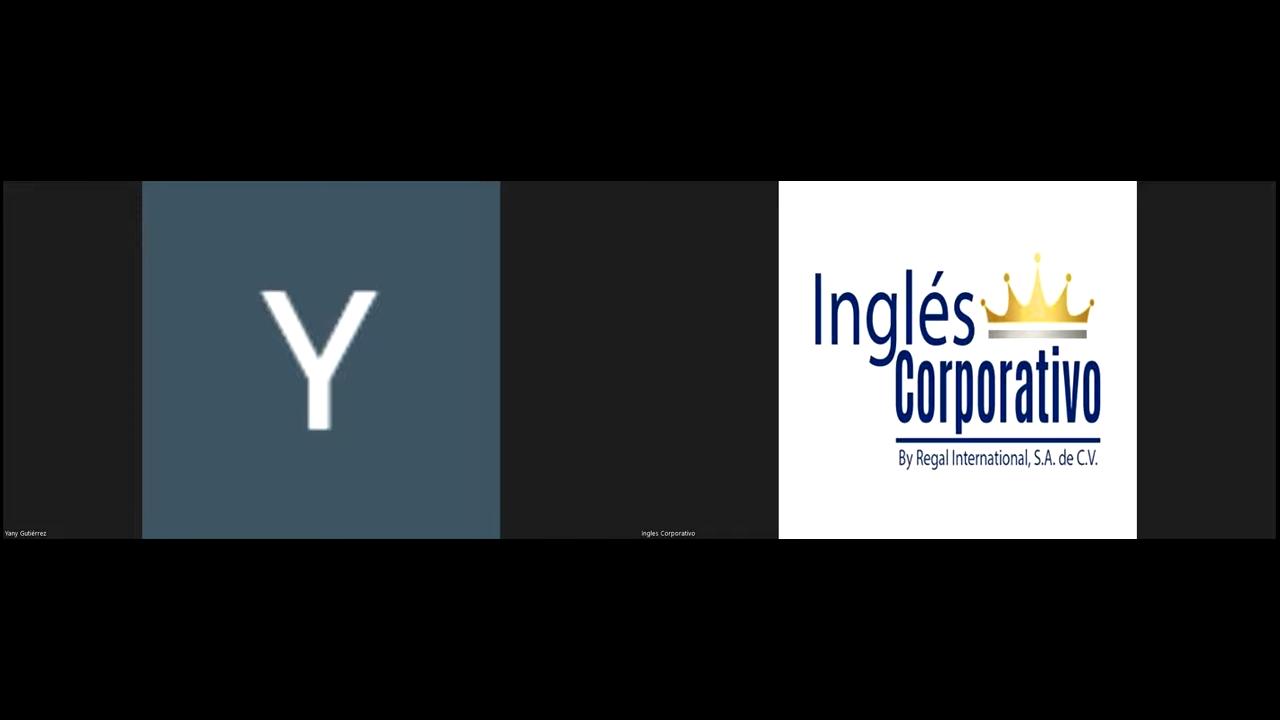 Y
Inglés
Corporativo
By Regal International, S.A. de C.V.
Yany Gutiérrez
Ingles Corporativo